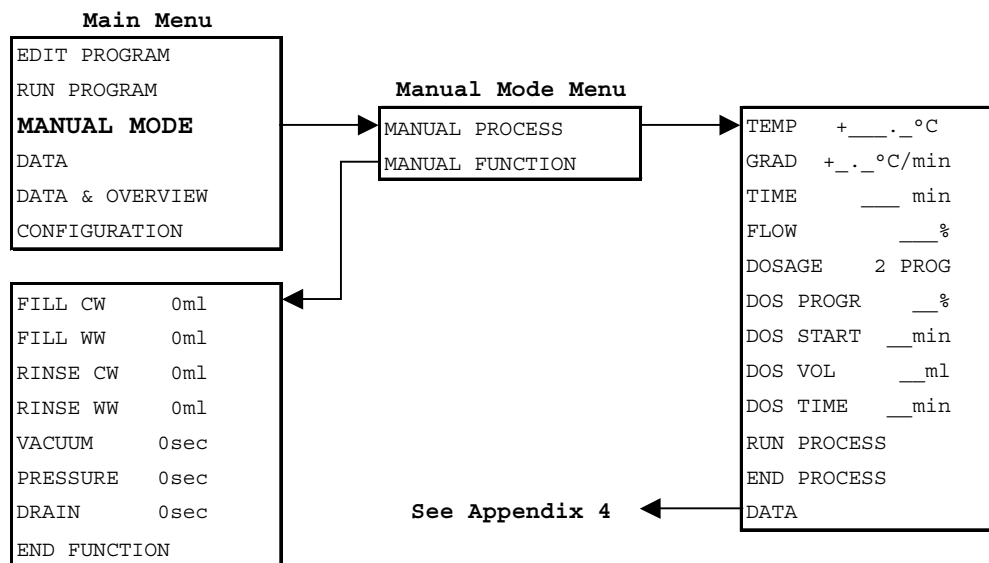 Main Menu
EDIT PROGRAM
RUN PROGRAM
MANUAL MODE
DATA
DATA & OVERVIEW
CONFIGURATION
Manual Mode Menu
MANUAL PROCESS
MANUAL FUNCTION
TEMP +___._°C
GRAD +_._°C/min
TIME ___ min
FLOW ___%
DOSAGE 2 PROG
DOS PROGR __%
DOS START __min
DOS VOL __ml
DOS TIME __min
RUN PROCESS
END PROCESS
DATA
See Appendix 4
FILL CW 0ml
FILL WW 0ml
RINSE CW 0ml
RINSE WW 0ml
VACUUM 0sec
PRESSURE 0sec
DRAIN 0sec
END FUNCTION